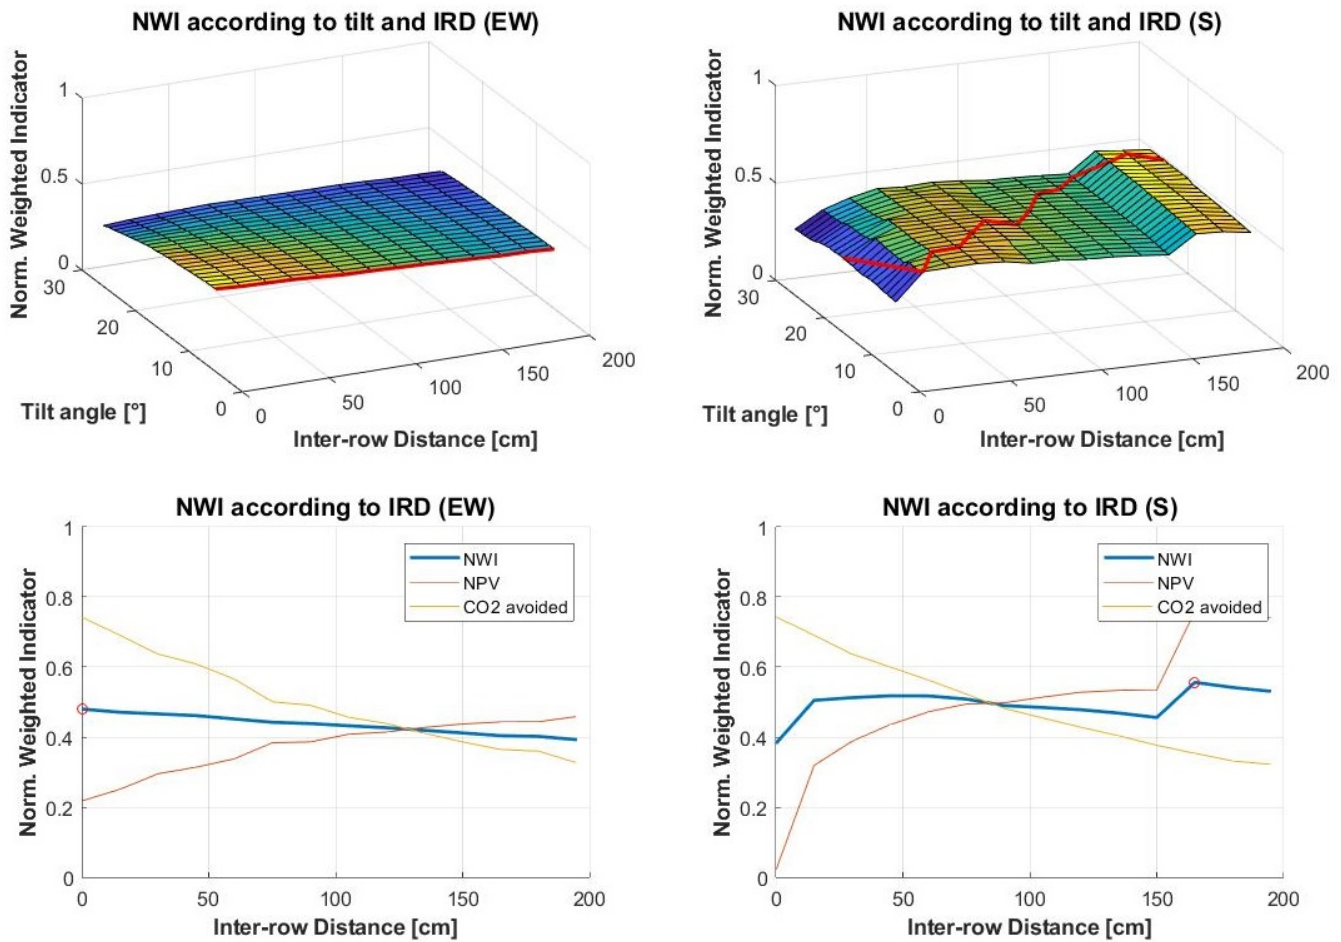 NWI according to tilt and IRD (EW)
Norm. Weighted Indicator
1
0.5
0
30
20
10
0
0
50
100
150
200
Tilt angle [°]
Inter-row Distance [cm]
NWI according to tilt and IRD (S)
Norm. Weighted Indicator
1
0.5
0
30
20
10
0
0
50
100
150
200
Tilt angle [°]
Inter-row Distance [cm]
NWI according to IRD (EW)
Norm. Weighted Indicator
1
0.8
0.6
0.4
0.2
0
0
50
100
150
200
NWI
NPV
CO2 avoided
Inter-row Distance [cm]
NWI according to IRD (S)
Norm. Weighted Indicator
1
0.8
0.6
0.4
0.2
0
0
50
100
150
200
NWI
NPV
CO2 avoided
Inter-row Distance [cm]